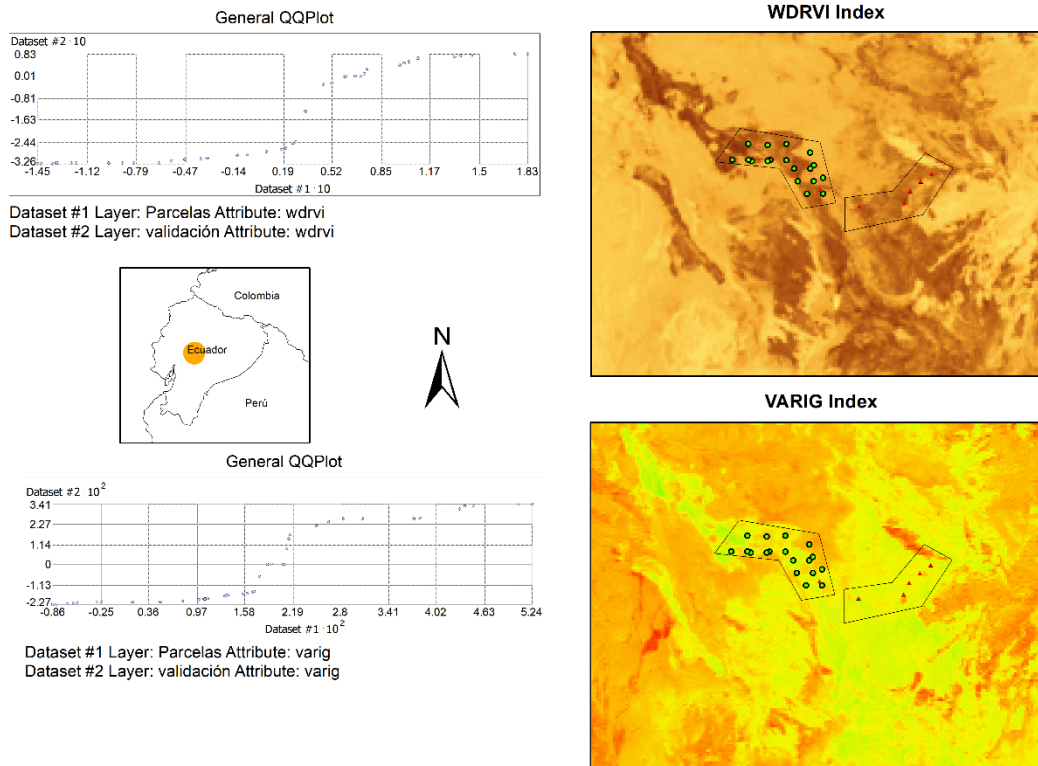 General QQPlot
Dataset #2 · 10
0.83
0.01
-0.81
-1.63
-2.44
-3.26
-1.45 -1.12 -0.79 -0.47 -0.14 0.19 0.52 0.85 1.17 1.5 1.83
Dataset #1 · 10
Dataset #1 Layer: Parcelas Attribute: wdrvi
Dataset #2 Layer: validación Attribute: wdrvi
Colombia
Ecuador
Perú
N
General QQPlot
Dataset #2 · 10²
3.41
2.27
1.14
0
-1.13
-2.27
-0.86 -0.25 0.36 0.97 1.58 2.19 2.8 3.41 4.02 4.63 5.24
Dataset #1 · 10²
Dataset #1 Layer: Parcelas Attribute: varig
Dataset #2 Layer: validación Attribute: varig
WDRVI Index
VARIG Index